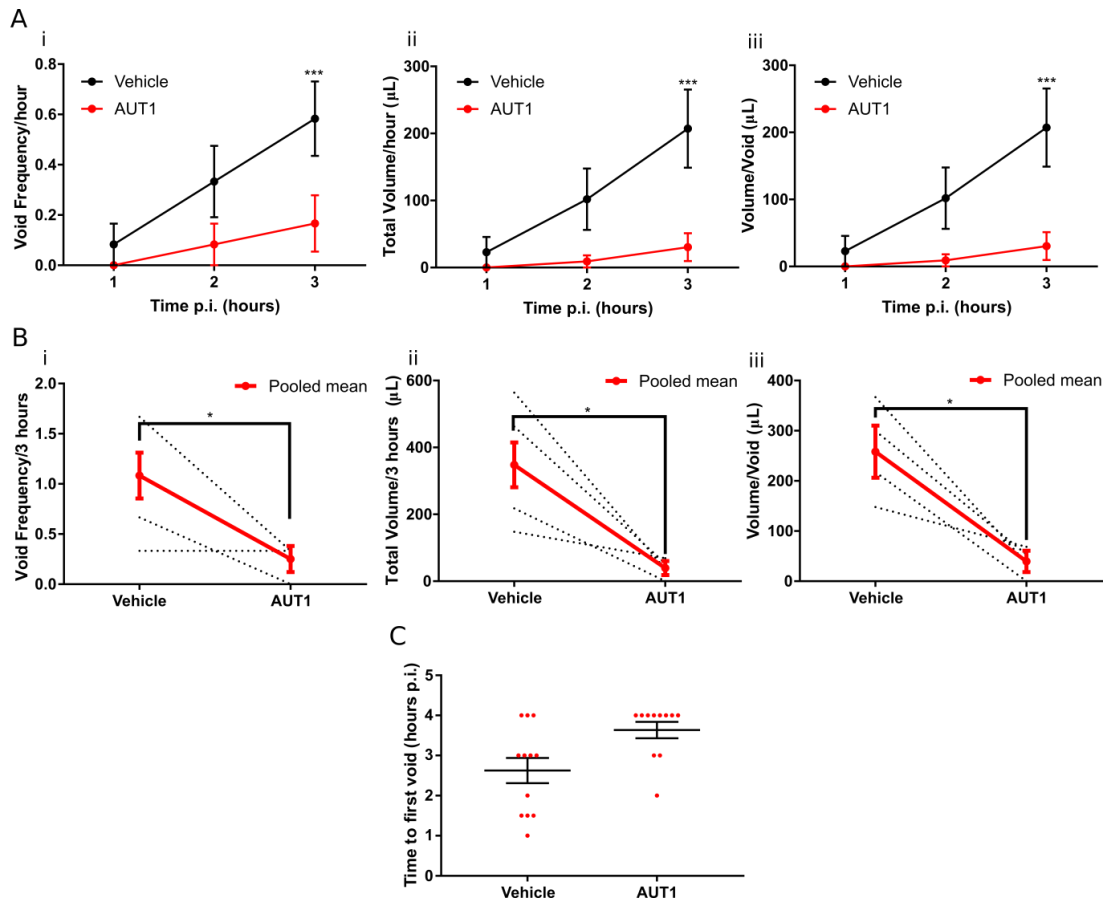 A
i
Void Frequency/hour
0.8
0.6
0.4
0.2
0.0
Vehicle
AUT1
***
1 2 3
Time p.i. (hours)
ii
Total Volume/hour (μL)
300
200
100
0
Vehicle
AUT1
***
1 2 3
Time p.i. (hours)
iii
Volume/Void (μL)
300
200
100
0
Vehicle
AUT1
***
1 2 3
Time p.i. (hours)
B
i
Void Frequency/3 hours
2.0
1.5
1.0
0.5
0.0
Pooled mean
*
Vehicle AUT1
ii
Total Volume/3 hours (μL)
600
400
200
0
Pooled mean
*
Vehicle AUT1
iii
Volume/Void (μL)
400
300
200
100
0
Pooled mean
*
Vehicle AUT1
C
Time to first void (hours p.i.)
5
4
3
2
1
0
Vehicle AUT1